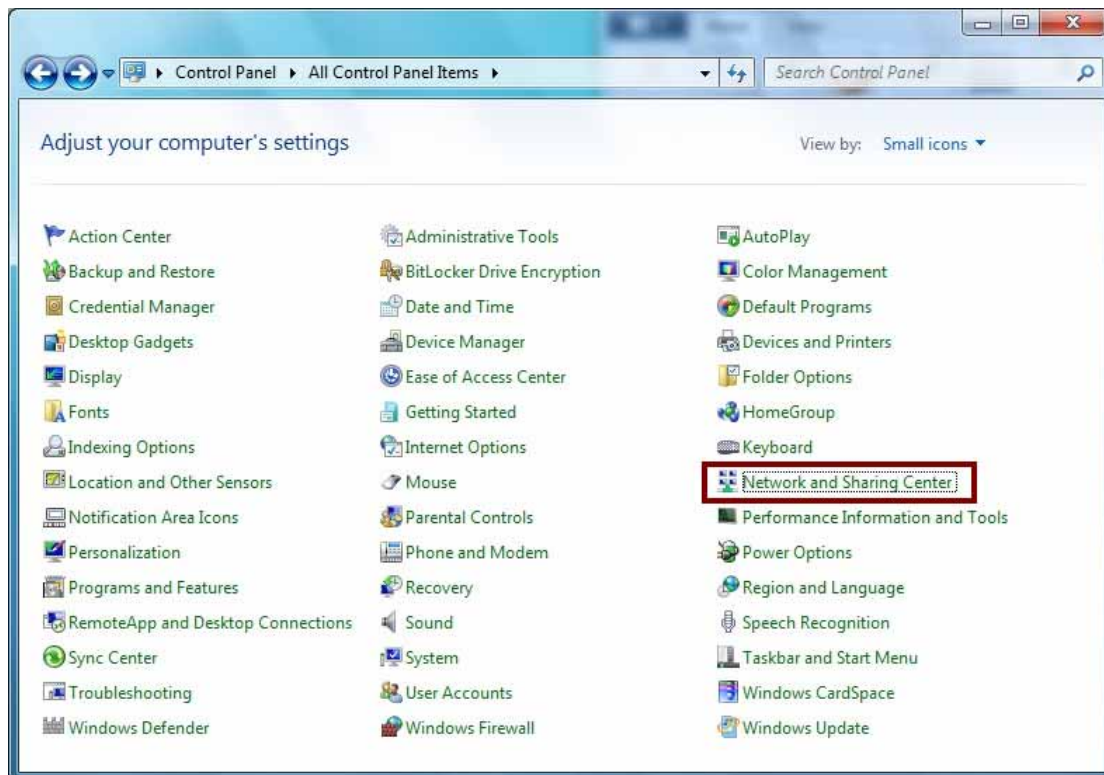 Control Panel All Control Panel Items Search Control Panel
Adjust your computer's settings View by: Small icons
Action Center Administrative Tools AutoPlay
Backup and Restore BitLocker Drive Encryption Color Management
Credential Manager Date and Time Default Programs
Desktop Gadgets Device Manager Devices and Printers
Display Ease of Access Center Folder Options
Fonts Getting Started HomeGroup
Indexing Options Internet Options Keyboard
Location and Other Sensors Mouse Network and Sharing Center
Notification Area Icons Parental Controls Performance Information and Tools
Personalization Phone and Modem Power Options
Programs and Features Recovery Region and Language
RemoteApp and Desktop Connections Sound Speech Recognition
Sync Center System Taskbar and Start Menu
Troubleshooting User Accounts Windows CardSpace
Windows Defender Windows Firewall Windows Update